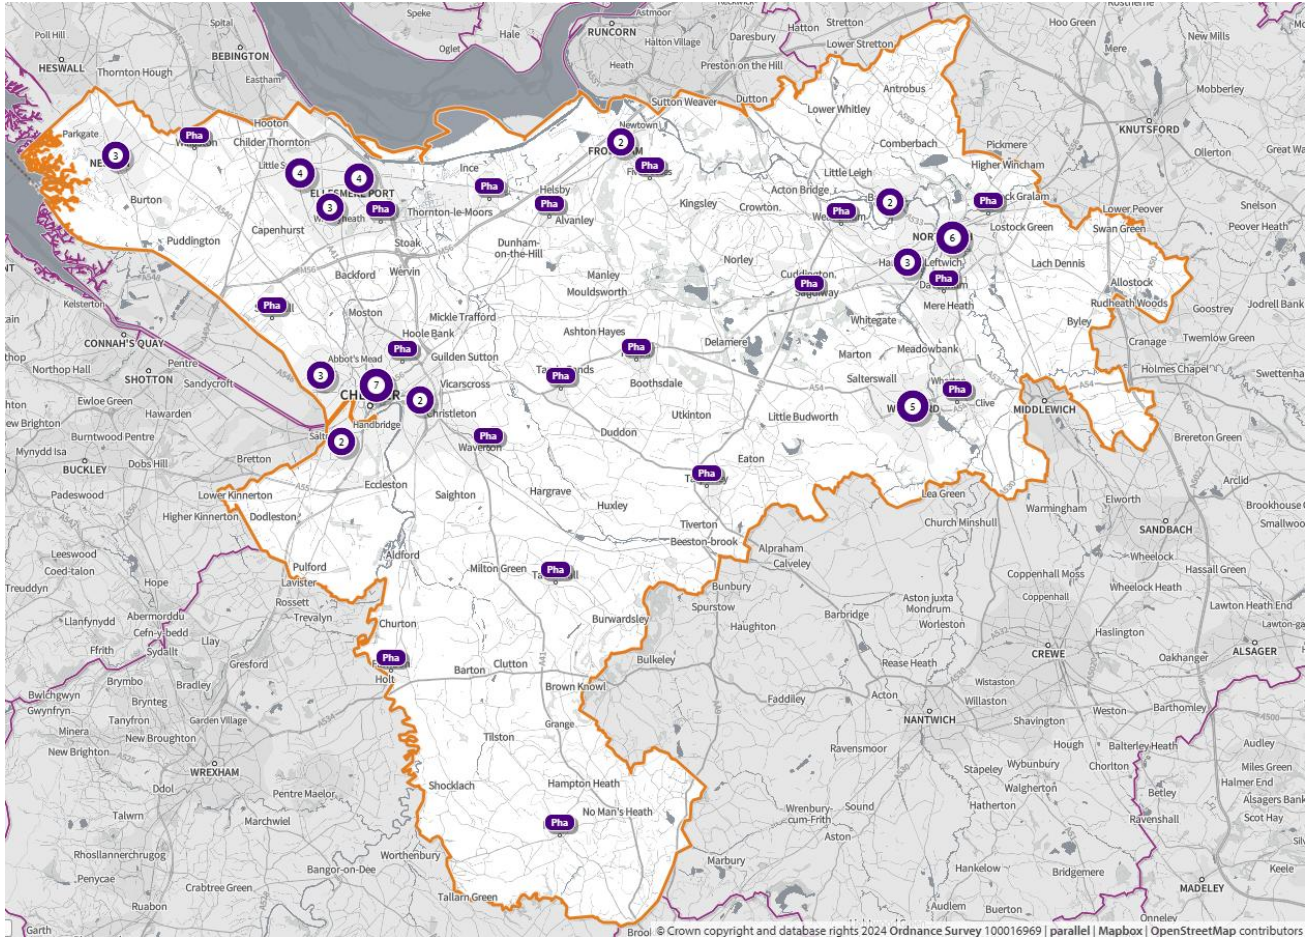 Poll Hill
HESWALL
Thornton Hough
Spital
BEBINGTON
Eastham
Speke
Oglet
Hale
Astmoor
RUNCORN
Halton Village
Heath
Daresbury
Preston on the Hill
Hatton
Stretton
Lower Stretton
Hoo Green
Mere
New Mills
Mobberley
KNUTSFORD
Ollerton
Parkgate
Hooton
Childer Thornton
Pha
3
4
4
ELLESMERE PORT
3
Pha
Burton
Puddington
Capenhurst
Ince
Pha
Thornton-le-Moors
Stoak
Wervin
Backford
Helsby
Pha
Alvanley
Dunham-
on-the-Hill
Newtown
2
Pha
Sutton Weaver
Dutton
Kingsley
Crowton
Norley
Manley
Mouldsworth
Lower Whitley
Antrobus
Comberbach
Little Leigh
Acton Bridge
Pha
2
Pickmere
Higher Wincham
Pha
Lostock Green
Lower Peover
Swan Green
Snelson
Peover Heath
6
3
Leftwich
Pha
Mere Heath
Lach Dennis
Allostock
Rudheath Woods
Byley
Goostrey
Jodrell Bank
Twemlow Green
Cranage
Holmes Chapel
Cuddington
Pha
Whitegate
Marton
Meadowbank
Salterswall
Pha
Clive
5
MIDDLEWICH
Brereton Green
Kelsterton
CONNAH'S QUAY
Northop Hall
SHOTTON
Pentre
Sandycroft
Ewloe Green
Hawarden
Burntwood Pentre
Mynydd Isa
Dobs Hill
BUCKLEY
Bretton
Padeswood
Lower Kinnerton
Higher Kinnerton
Dodleston
Pha
Moston
Mickle Trafford
Hoole Bank
Pha
Guilden Sutton
Abbot's Mead
3
7
2
Vicarscross
Christleton
Handbridge
2
Pha
Waverton
Eccleston
Saighton
Ashton Hayes
Pha
Pha
Delamere
Boothsdale
Utkinton
Little Budworth
Duddon
Eaton
Pha
Hargrave
Huxley
Tiverton
Beeston-brook
Lea Green
Church Minshull
Warmingham
Elworth
Arclid
SANDBACH
Wheelock
Wheelock Heath
Hassall Green
Leeswood
Coed-talon
Treuddyn
Hope
Pulford
Lavister
Rossett
Trevalyn
Aldford
Milton Green
Pha
Churton
Burwardsley
Alpraham
Calveley
Bunbury
Spurstow
Haughton
Barbridge
Aston juxta
Mondrum
Worleston
Coppenhall Moss
Coppenhall
Lawton Heath End
Haslington
ALSAGER
CREWE
Oakhanger
Llanfynydd
Abermorddu
Cefn-y-bedd
Ffrith
Sydallt
Llay
Gresford
Bwlchgwyn
Brymbo
Bradley
Gwynfryn
Brynteg
Tanyfron
Garden Village
Minera
New Broughton
New Brighton
WREXHAM
Pha
Holt
Barton
Clutton
Brown Knowl
Bulkeley
Faddiley
Rease Heath
Acton
Wistaston
Willaston
NANTWICH
Shavington
Weston
Barthomley
Grange
Tilston
Ravensmoor
Hough
Balterley Heath
Chorlton
Wybunbury
Stapeley
Walgherton
Hatherton
Audley
Miles Green
Halmer End
Alsagers Bank
Scot Hay
Betley
Ravenshall
Ddol
Pentre Maelor
Talwrn
Marchwiel
Shocklach
Hampton Heath
Pha
No Man's Heath
Wrenbury-
cum-Frith
Sound
Aston
Rhosllannerchrugog
Penycae
Crabtree Green
Ruabon
Bangor-on-Dee
Worthenbury
Tallarn Green
Marbury
Hankelow
Bridgemere
Audlem
Buerton
MADELEY
Keele
Onneley
Garth
© Crown copyright and database rights 2024 Ordnance Survey 100016969 | parallel | Mapbox | OpenStreetMap contributors